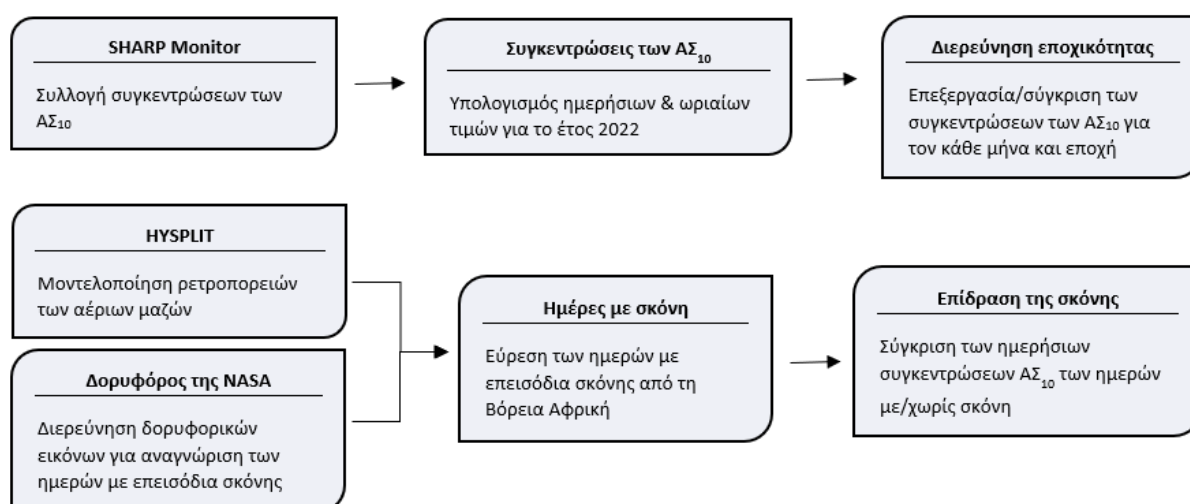 SHARP Monitor
Συλλογή συγκεντρώσεων των
ΑΣ₁₀
Συγκεντρώσεις των ΑΣ₁₀
Υπολογισμός ημερήσιων & ωριαίων
τιμών για το έτος 2022
Διερεύνηση εποχικότητας
Επεξεργασία/σύγκριση των
συγκεντρώσεων των ΑΣ₁₀ για
τον κάθε μήνα και εποχή
HYSPLIT
Μοντελοποίηση ρετροπορειών
των αέριων μαζών
Δορυφόρος της NASA
Διερεύνηση δορυφορικών
εικόνων για αναγνώριση των
ημερών με επεισόδια σκόνης
Ημέρες με σκόνη
Εύρεση των ημερών με
επεισόδια σκόνης από τη
Βόρεια Αφρική
Επίδραση της σκόνης
Σύγκριση των ημερήσιων
συγκεντρώσεων ΑΣ₁₀ των ημερών
με/χωρίς σκόνη